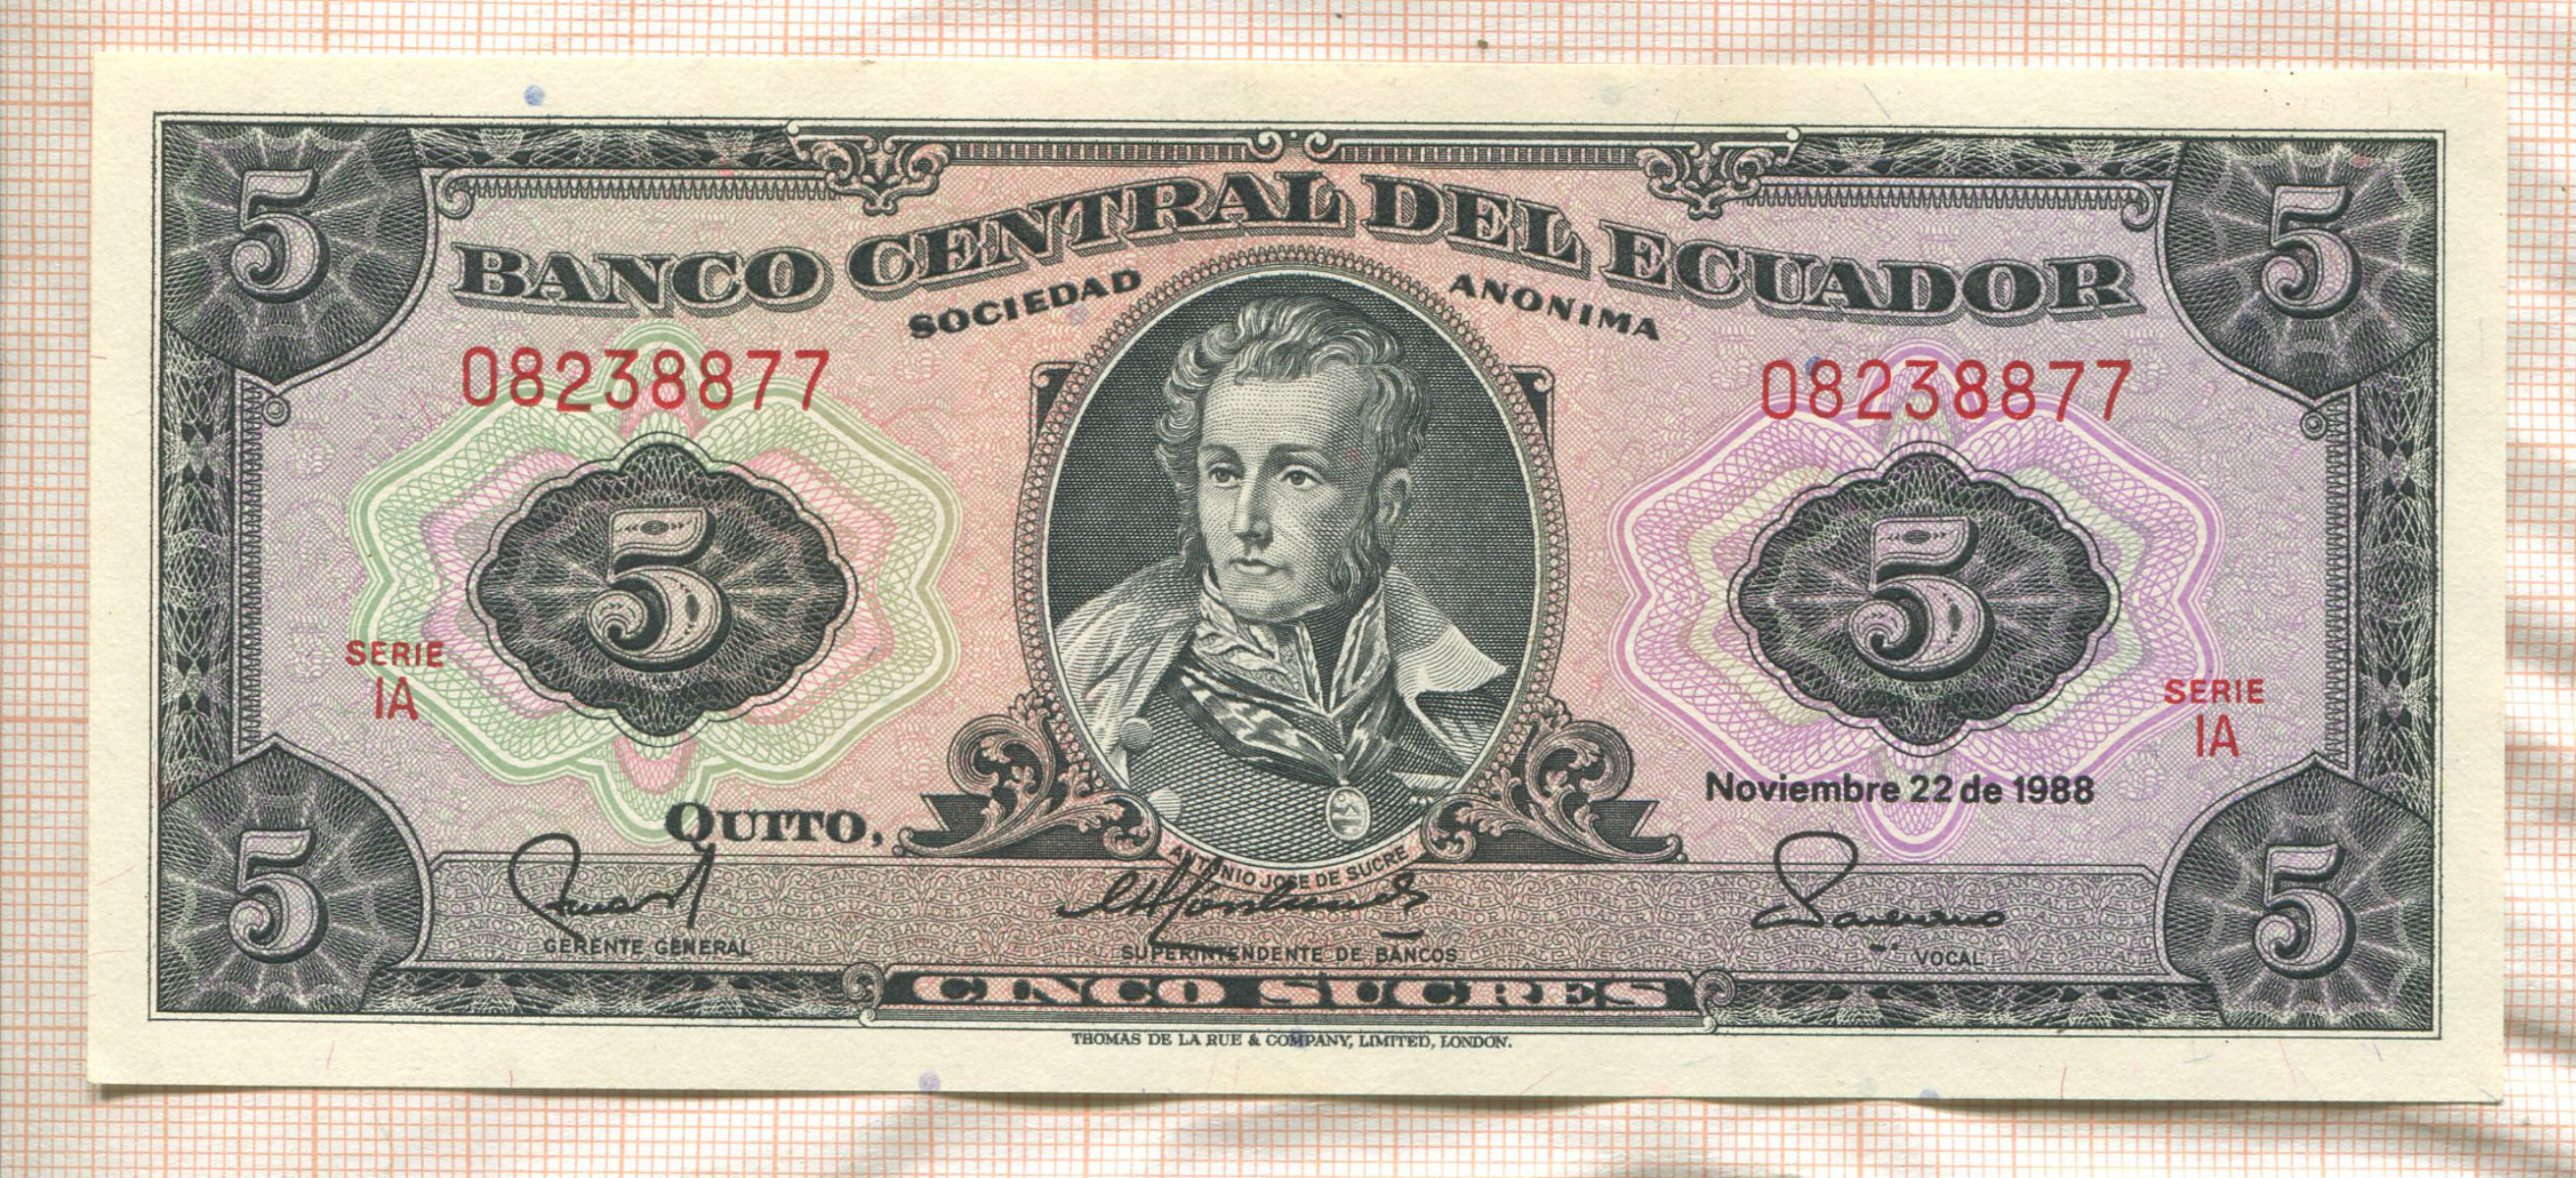 5 5
BANCO CENTRAL DEL ECUADOR
SOCIEDAD ANONIMA
08238877 08238877
5 5
SERIE IA
SERIE IA
Noviembre 22 de 1988
QUITO,
ANTONIO JOSE DE SUCRE
GERENTE GENERAL
SUPERINTENDENTE DE BANCOS
VOCAL
5 5
CINCO SUCRES
THOMAS DE LA RUE & COMPANY, LIMITED, LONDON.